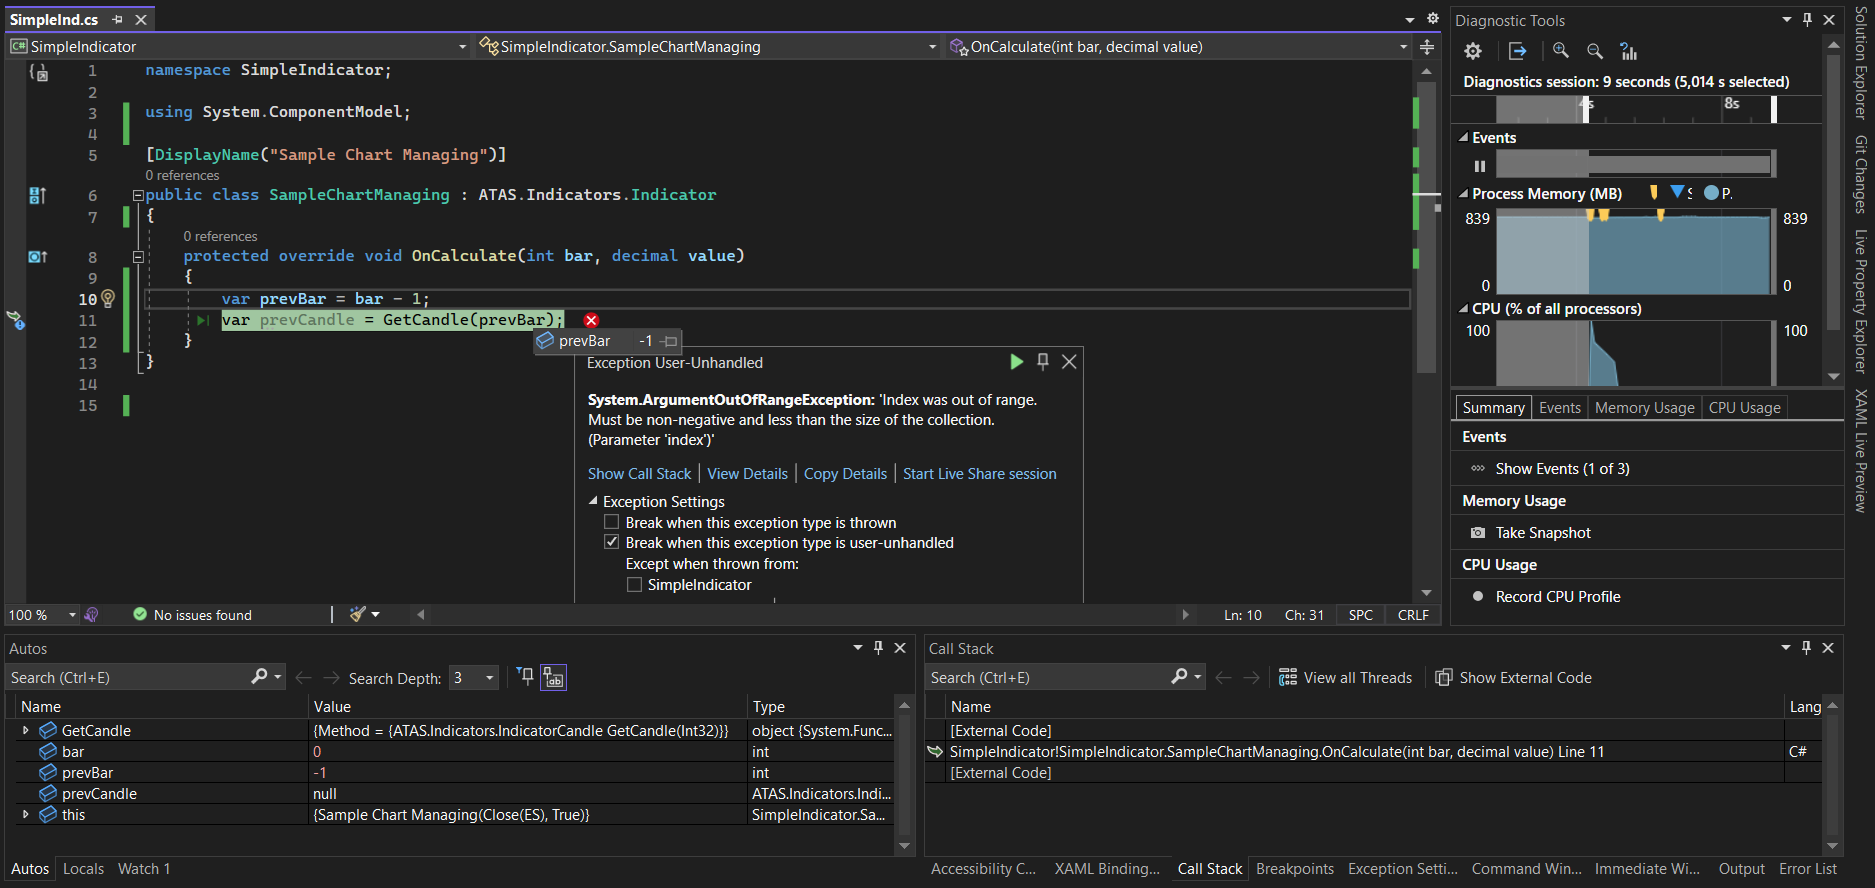 SimpleInd.cs
SimpleIndicator
SimpleIndicator.SampleChartManaging
OnCalculate(int bar, decimal value)
1 namespace SimpleIndicator;
2
3 using System.ComponentModel;
4
5 [DisplayName("Sample Chart Managing")]
0 references
6 public class SampleChartManaging : ATAS.Indicators.Indicator
7 {
0 references
8 protected override void OnCalculate(int bar, decimal value)
9 {
10 var prevBar = bar - 1;
11 var prevCandle = GetCandle(prevBar);
12 }
13 }
14
15
prevBar -1
Exception User-Unhandled
System.ArgumentOutOfRangeException: 'Index was out of range.
Must be non-negative and less than the size of the collection.
(Parameter 'index')'
Show Call Stack | View Details | Copy Details | Start Live Share session
Exception Settings
Break when this exception type is thrown
Break when this exception type is user-unhandled
Except when thrown from:
SimpleIndicator
100 %
No issues found
Ln: 10 Ch: 31 SPC CRLF
Diagnostic Tools
Diagnostics session: 9 seconds (5,014 s selected)
8s
Events
Process Memory (MB) P.
839 839
0 0
CPU (% of all processors)
100 100
Summary Events Memory Usage CPU Usage
Events
Show Events (1 of 3)
Memory Usage
Take Snapshot
CPU Usage
Record CPU Profile
Solution Explorer
Git Changes
Live Property Explorer
XAML Live Preview
Autos
Search (Ctrl+E) Search Depth: 3
Name Value Type
GetCandle {Method = {ATAS.Indicators.IndicatorCandle GetCandle(Int32)}} object {System.Func...
bar 0 int
prevBar -1 int
prevCandle null ATAS.Indicators.Indi...
this {Sample Chart Managing(Close(ES), True)} SimpleIndicator.Sa...
Autos Locals Watch 1
Call Stack
Search (Ctrl+E) View all Threads Show External Code
Name Lang
[External Code]
SimpleIndicator!SimpleIndicator.SampleChartManaging.OnCalculate(int bar, decimal value) Line 11 C#
[External Code]
Accessibility C... XAML Binding... Call Stack Breakpoints Exception Setti... Command Win... Immediate Wi... Output Error List